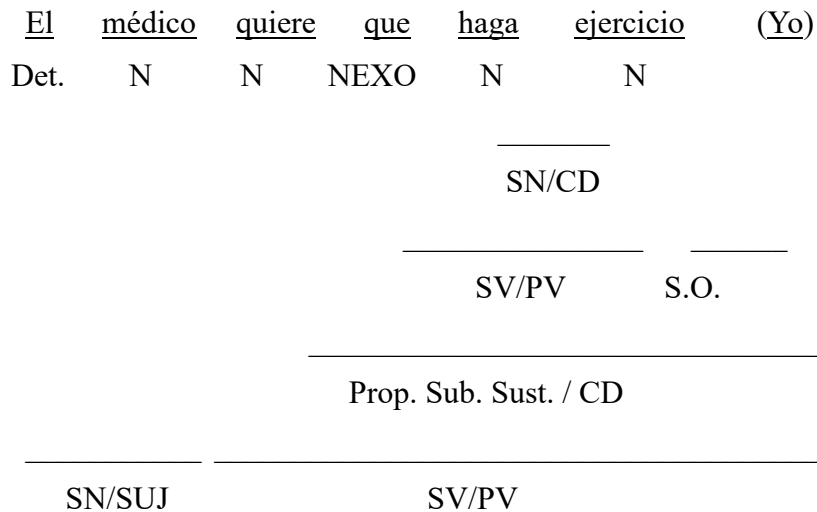 El médico quiere que haga ejercicio (Yo)
Det. N N NEXO N N
SN/CD
SV/PV S.O.
Prop. Sub. Sust. / CD
SN/SUJ SV/PV